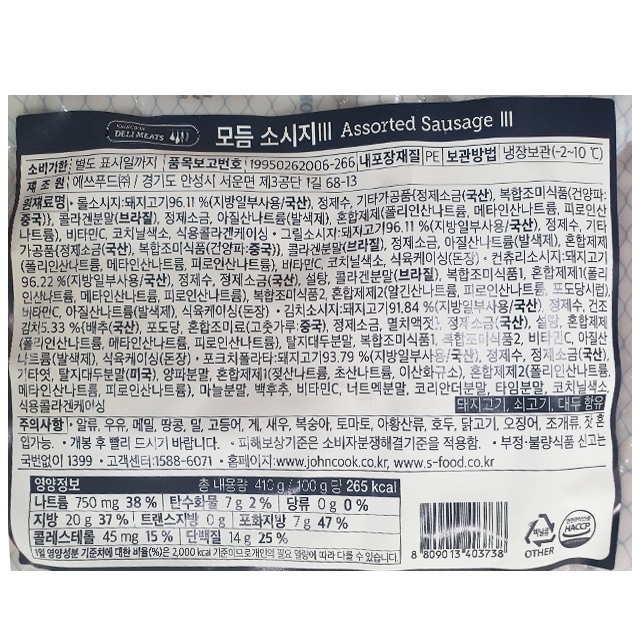 JOHNCOOK
DELI MEATS
모듬 소시지III Assorted Sausage III
소비기한 별도 표시일까지 품목보고번호 19950262006-266 내포장재질 PE 보관방법 냉장보관(-2~10℃)
제 조 원 에쓰푸드㈜ / 경기도 안성시 서운면 제3공단 1길 68-13
원재료명 • 롤소시지:돼지고기96.11 %(지방일부사용/국산), 정제수, 기타가공품{정제소금(국산), 복합조미식품(건양파:
중국)}, 콜라겐분말(브라질), 정제소금, 아질산나트륨(발색제), 혼합제제(폴리인산나트륨, 메타인산나트륨, 피로인산나
트륨), 비타민C, 코치닐색소, 식용콜라겐케이싱 • 그릴소시지:돼지고기96.11 %(지방일부사용/국산), 정제수, 기타
가공품{정제소금(국산), 복합조미식품(건양파:중국)}, 콜라겐분말(브라질), 정제소금, 아질산나트륨(발색제), 혼합제제
(폴리인산나트륨, 메타인산나트륨, 피로인산나트륨), 비타민C, 코치닐색소, 식육케이싱(돈장) • 컨츄리소시지:돼지고기
96.22 %(지방일부사용/국산), 정제수, 정제소금(국산), 설탕, 콜라겐분말(브라질), 복합조미식품1, 혼합제제1(폴리
인산나트륨, 메타인산나트륨, 피로인산나트륨), 복합조미식품2, 혼합제제2(알긴산나트륨, 피로인산나트륨, 포도당시럽),
비타민C, 아질산나트륨(발색제), 식육케이싱(돈장) • 김치소시지:돼지고기91.84 %(지방일부사용/국산), 정제수, 건조
김치5.33 %{배추(국산), 포도당, 혼합조미료(고춧가루:중국), 정제소금, 멸치액젓}, 정제소금(국산), 설탕, 혼합제제
(폴리인산나트륨, 메타인산나트륨, 피로인산나트륨), 탈지대두분말, 복합조미식품1, 복합조미식품2, 비타민C, 아질산
나트륨(발색제), 식육케이싱(돈장) • 포크치폴라타:돼지고기93.79 %(지방일부사용/국산), 정제수, 정제소금(국산),
기타엿, 탈지대두분말(미국), 양파분말, 혼합제제1(젖산나트륨, 초산나트륨, 이산화규소), 혼합제제2(폴리인산나트륨,
메타인산나트륨, 피로인산나트륨), 마늘분말, 백후추, 비타민C, 너트멕분말, 코리안더분말, 타임분말, 코치닐색소,
식용콜라겐케이싱 돼지고기, 쇠고기, 대두 함유
주의사항 • 알류, 우유, 메밀, 땅콩, 밀, 고등어, 게, 새우, 복숭아, 토마토, 아황산류, 호두, 닭고기, 오징어, 조개류, 잣 혼
입가능. • 개봉 후 빨리 드시기 바랍니다. • 피해보상기준은 소비자분쟁해결기준을 적용함. • 부정·불량식품 신고는
국번없이 1399 • 고객센터:1588-6071 • 홈페이지:www.johncook.co.kr, www.s-food.co.kr
영양정보 총 내용량 410 g / 100 g 당 265 kcal
나트륨 750 mg 38 % 탄수화물 7 g 2 % 당류 0 g 0 %
지방 20 g 37 % 트랜스지방 0 g 포화지방 7 g 47 %
콜레스테롤 45 mg 15 % 단백질 14 g 25 %
1일 영양성분 기준치에 대한 비율(%)은 2,000 kcal 기준이므로 개인의 필요 열량에 따라 다를 수 있습니다.
8 809013 403738
비닐류
OTHER
HACCP